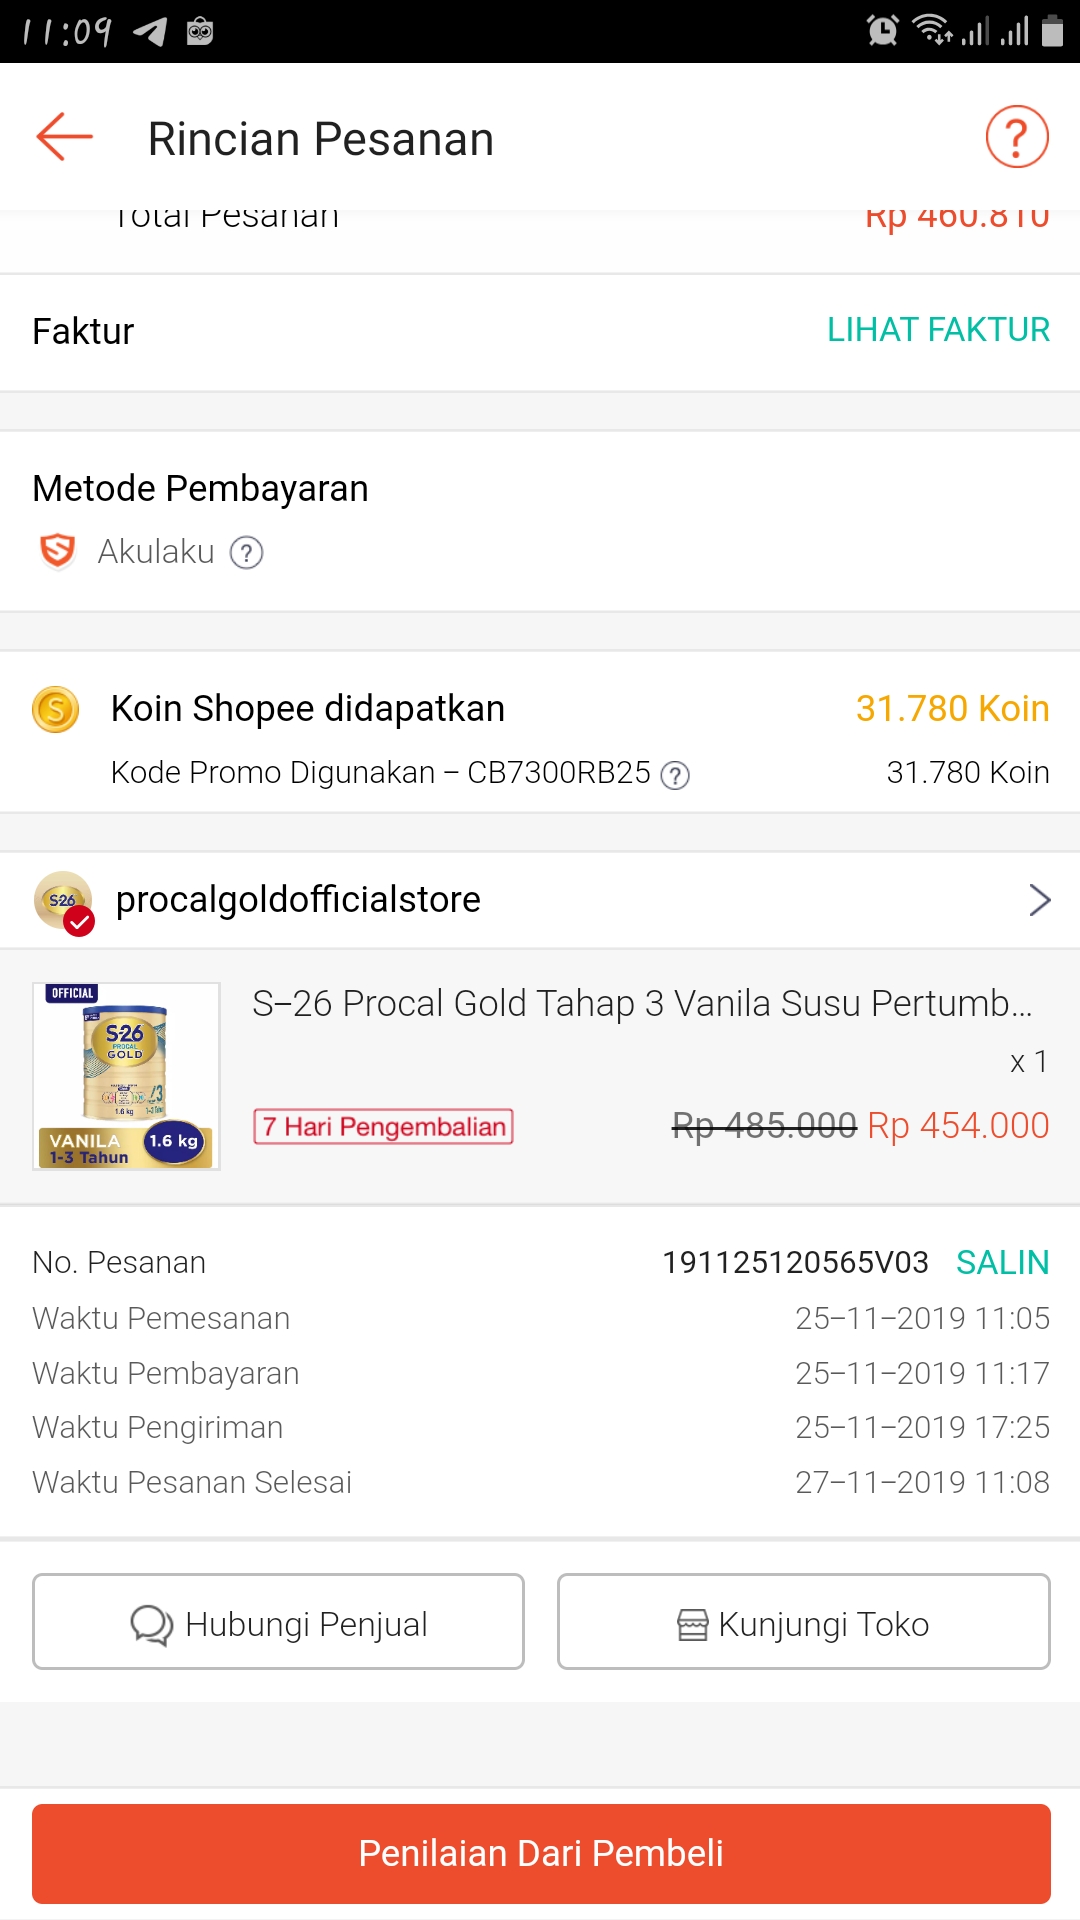 11:09
Rincian Pesanan
Total Pesanan Rp 460.810
Faktur LIHAT FAKTUR
Metode Pembayaran
Akulaku ?
Koin Shopee didapatkan 31.780 Koin
Kode Promo Digunakan – CB7300RB25 ? 31.780 Koin
S-26 procalgoldofficialstore
OFFICIAL
S-26
PROCAL
GOLD
3
1.6 kg
VANILA 1.6 kg
1-3 Tahun
S–26 Procal Gold Tahap 3 Vanila Susu Pertumb...
x 1
7 Hari Pengembalian Rp 485.000 Rp 454.000
No. Pesanan 191125120565V03 SALIN
Waktu Pemesanan 25–11–2019 11:05
Waktu Pembayaran 25–11–2019 11:17
Waktu Pengiriman 25–11–2019 17:25
Waktu Pesanan Selesai 27–11–2019 11:08
Hubungi Penjual Kunjungi Toko
Penilaian Dari Pembeli